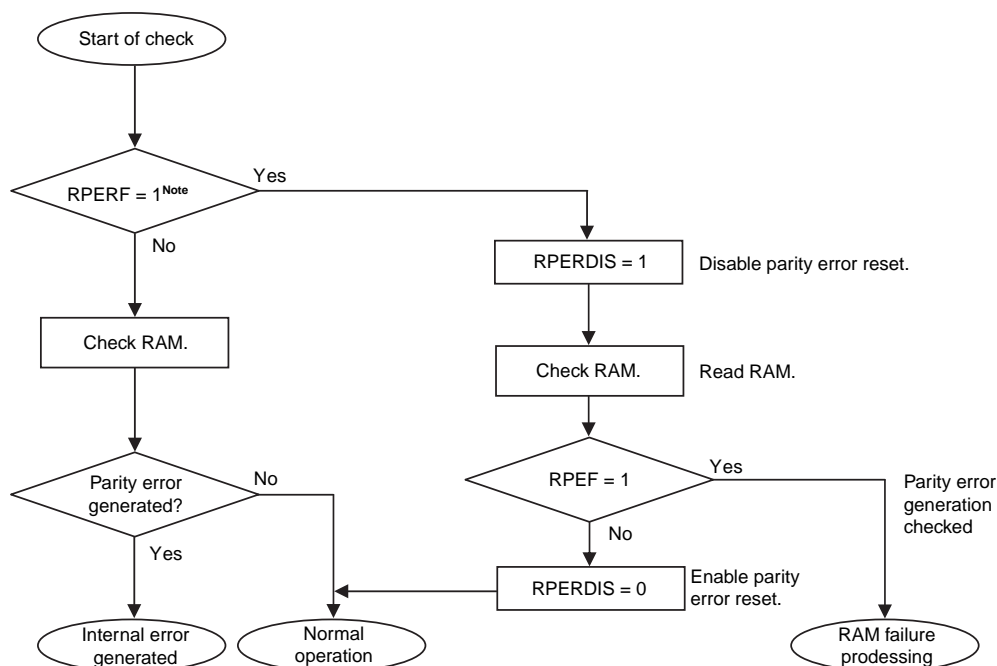 Start of check
RPERF = 1Note
Yes
No
RPERDIS = 1
Disable parity error reset.
Check RAM.
Check RAM.
Read RAM.
Parity error
generated?
No
Yes
RPEF = 1
Yes
No
Parity error
generation
checked
RPERDIS = 0
Enable parity
error reset.
Internal error
generated
Normal
operation
RAM failure
prodessing